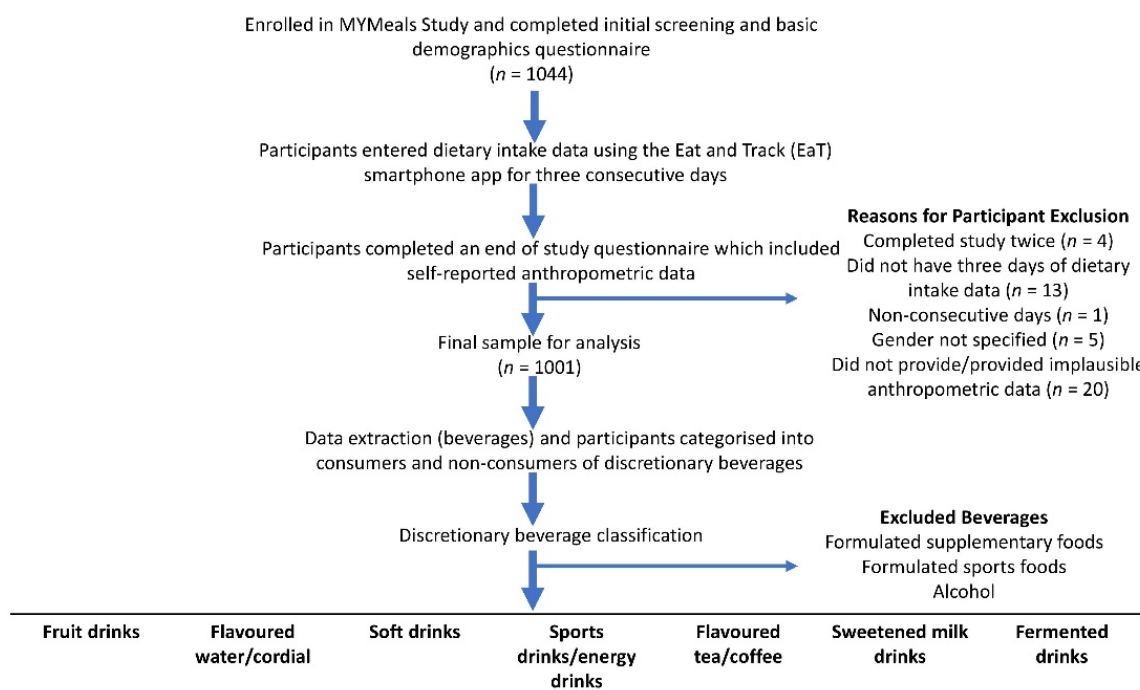 Enrolled in MYMeals Study and completed initial screening and basic
demographics questionnaire
(n = 1044)
Participants entered dietary intake data using the Eat and Track (EaT)
smartphone app for three consecutive days
Participants completed an end of study questionnaire which included
self-reported anthropometric data
Reasons for Participant Exclusion
Completed study twice (n = 4)
Did not have three days of dietary
intake data (n = 13)
Non-consecutive days (n = 1)
Gender not specified (n = 5)
Did not provide/provided implausible
anthropometric data (n = 20)
Final sample for analysis
(n = 1001)
Data extraction (beverages) and participants categorised into
consumers and non-consumers of discretionary beverages
Discretionary beverage classification
Excluded Beverages
Formulated supplementary foods
Formulated sports foods
Alcohol
Fruit drinks
Flavoured
water/cordial
Soft drinks
Sports
drinks/energy
drinks
Flavoured
tea/coffee
Sweetened milk
drinks
Fermented
drinks